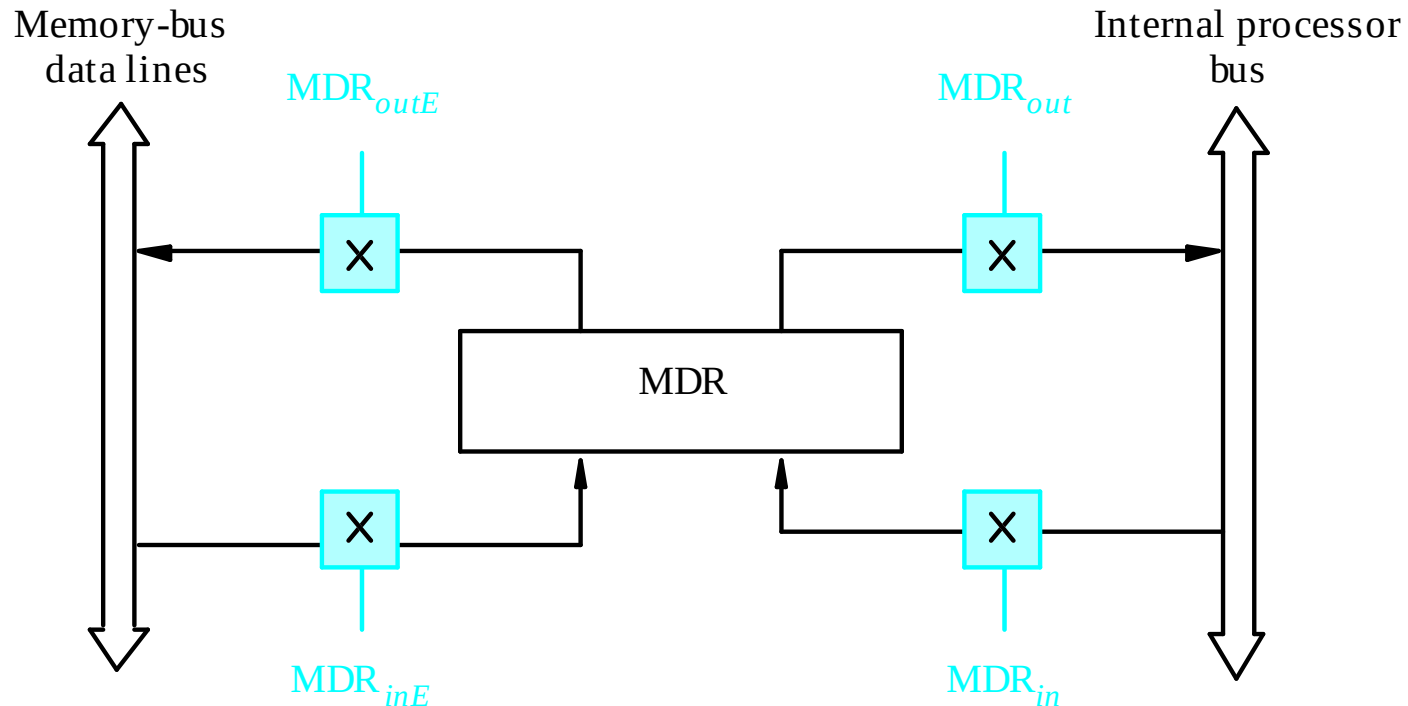 Memory-bus
data lines
Internal processor
bus
MDRoutE
MDRout
X
X
MDR
X
X
MDRinE
MDRin